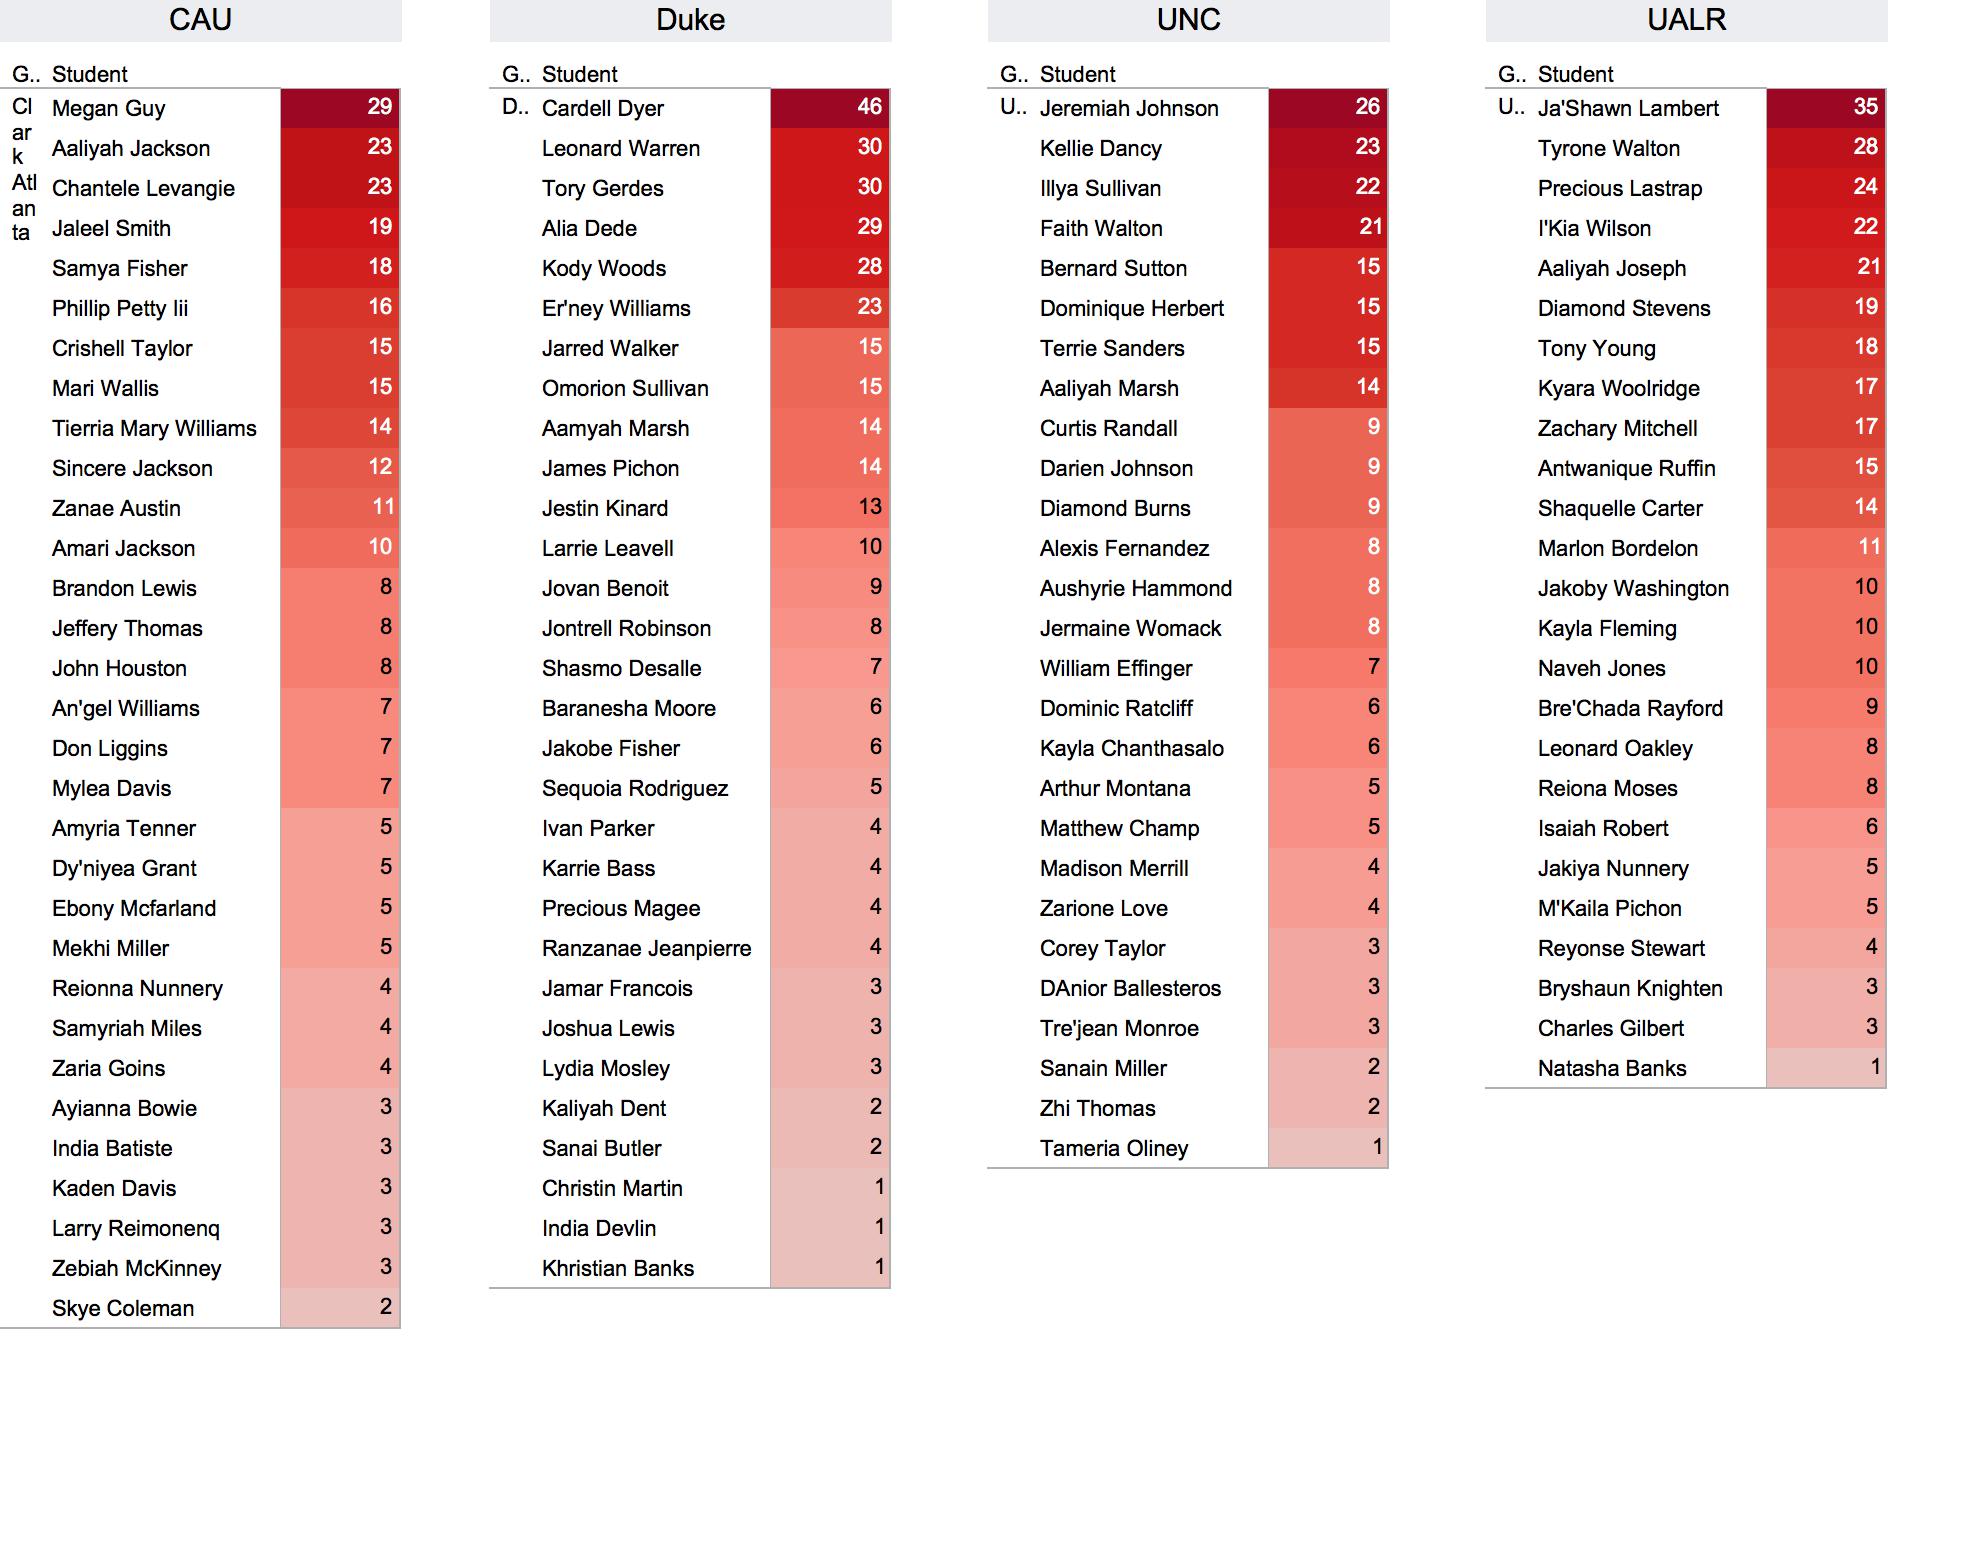 CAU
G.. Student
Clark Atlanta Megan Guy 29
Aaliyah Jackson 23
Chantele Levangie 23
Jaleel Smith 19
Samya Fisher 18
Phillip Petty Iii 16
Crishell Taylor 15
Mari Wallis 15
Tierria Mary Williams 14
Sincere Jackson 12
Zanae Austin 11
Amari Jackson 10
Brandon Lewis 8
Jeffery Thomas 8
John Houston 8
An'gel Williams 7
Don Liggins 7
Mylea Davis 7
Amyria Tenner 5
Dy'niyea Grant 5
Ebony Mcfarland 5
Mekhi Miller 5
Reionna Nunnery 4
Samyriah Miles 4
Zaria Goins 4
Ayianna Bowie 3
India Batiste 3
Kaden Davis 3
Larry Reimonenq 3
Zebiah McKinney 3
Skye Coleman 2
Duke
G.. Student
D.. Cardell Dyer 46
Leonard Warren 30
Tory Gerdes 30
Alia Dede 29
Kody Woods 28
Er'ney Williams 23
Jarred Walker 15
Omorion Sullivan 15
Aamyah Marsh 14
James Pichon 14
Jestin Kinard 13
Larrie Leavell 10
Jovan Benoit 9
Jontrell Robinson 8
Shasmo Desalle 7
Baranesha Moore 6
Jakobe Fisher 6
Sequoia Rodriguez 5
Ivan Parker 4
Karrie Bass 4
Precious Magee 4
Ranzanae Jeanpierre 4
Jamar Francois 3
Joshua Lewis 3
Lydia Mosley 3
Kaliyah Dent 2
Sanai Butler 2
Christin Martin 1
India Devlin 1
Khristian Banks 1
UNC
G.. Student
U.. Jeremiah Johnson 26
Kellie Dancy 23
Illya Sullivan 22
Faith Walton 21
Bernard Sutton 15
Dominique Herbert 15
Terrie Sanders 15
Aaliyah Marsh 14
Curtis Randall 9
Darien Johnson 9
Diamond Burns 9
Alexis Fernandez 8
Aushyrie Hammond 8
Jermaine Womack 8
William Effinger 7
Dominic Ratcliff 6
Kayla Chanthasalo 6
Arthur Montana 5
Matthew Champ 5
Madison Merrill 4
Zarione Love 4
Corey Taylor 3
DAnior Ballesteros 3
Tre'jean Monroe 3
Sanain Miller 2
Zhi Thomas 2
Tameria Oliney 1
UALR
G.. Student
U.. Ja'Shawn Lambert 35
Tyrone Walton 28
Precious Lastrap 24
I'Kia Wilson 22
Aaliyah Joseph 21
Diamond Stevens 19
Tony Young 18
Kyara Woolridge 17
Zachary Mitchell 17
Antwanique Ruffin 15
Shaquelle Carter 14
Marlon Bordelon 11
Jakoby Washington 10
Kayla Fleming 10
Naveh Jones 10
Bre'Chada Rayford 9
Leonard Oakley 8
Reiona Moses 8
Isaiah Robert 6
Jakiya Nunnery 5
M'Kaila Pichon 5
Reyonse Stewart 4
Bryshaun Knighten 3
Charles Gilbert 3
Natasha Banks 1